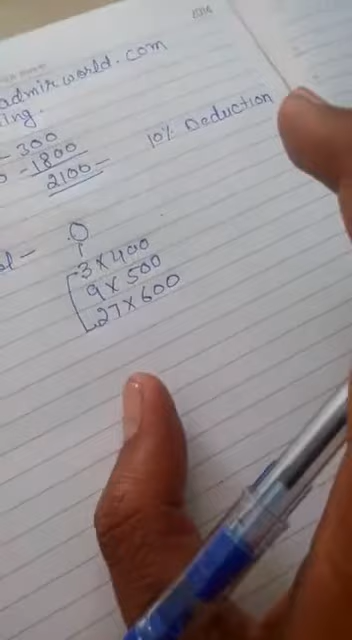 admirworld.com
ing.
- 300
- 1800
2100 -
10% Deduction
O
3 X 400
9 X 500
27 X 600